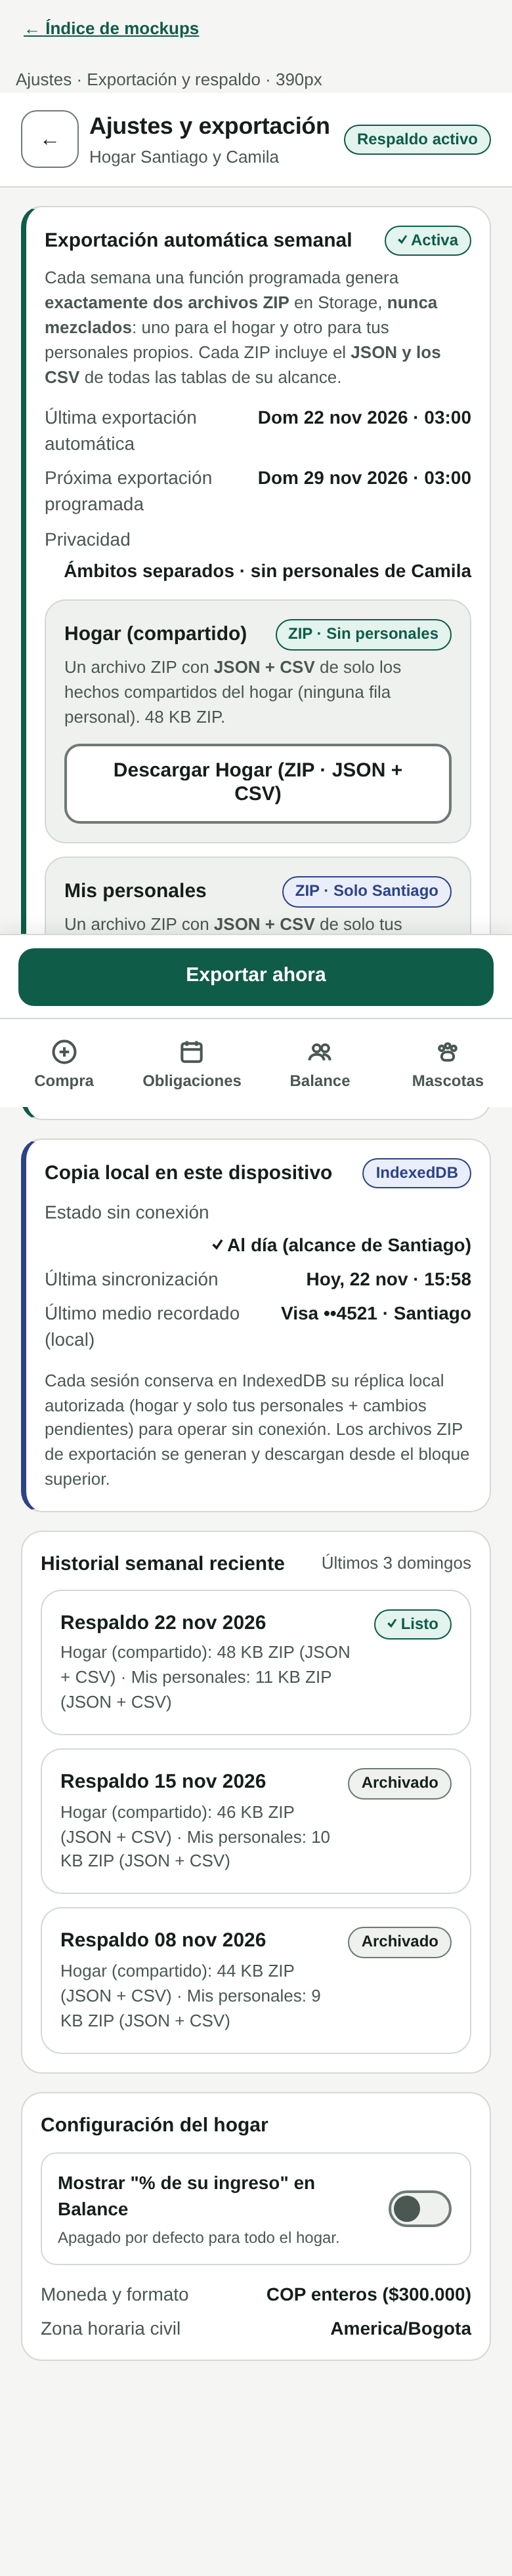 ← Índice de mockups
Ajustes · Exportación y respaldo · 390px
←
Ajustes y exportación
Hogar Santiago y Camila
Respaldo activo
Exportación automática semanal
✓ Activa
Cada semana una función programada genera
exactamente dos archivos ZIP en Storage, nunca
mezclados: uno para el hogar y otro para tus
personales propios. Cada ZIP incluye el JSON y los
CSV de todas las tablas de su alcance.
Última exportación
automática
Dom 22 nov 2026 · 03:00
Próxima exportación
programada
Dom 29 nov 2026 · 03:00
Privacidad
Ámbitos separados · sin personales de Camila
Hogar (compartido)
ZIP · Sin personales
Un archivo ZIP con JSON + CSV de solo los
hechos compartidos del hogar (ninguna fila
personal). 48 KB ZIP.
Descargar Hogar (ZIP · JSON +
CSV)
Mis personales
ZIP · Solo Santiago
Un archivo ZIP con JSON + CSV de solo tus
Exportar ahora
Compra
Obligaciones
Balance
Mascotas
Copia local en este dispositivo
IndexedDB
Estado sin conexión
✓ Al día (alcance de Santiago)
Última sincronización
Hoy, 22 nov · 15:58
Último medio recordado
(local)
Visa ••4521 · Santiago
Cada sesión conserva en IndexedDB su réplica local
autorizada (hogar y solo tus personales + cambios
pendientes) para operar sin conexión. Los archivos ZIP
de exportación se generan y descargan desde el bloque
superior.
Historial semanal reciente
Últimos 3 domingos
Respaldo 22 nov 2026
✓ Listo
Hogar (compartido): 48 KB ZIP (JSON
+ CSV) · Mis personales: 11 KB ZIP
(JSON + CSV)
Respaldo 15 nov 2026
Archivado
Hogar (compartido): 46 KB ZIP
(JSON + CSV) · Mis personales: 10
KB ZIP (JSON + CSV)
Respaldo 08 nov 2026
Archivado
Hogar (compartido): 44 KB ZIP
(JSON + CSV) · Mis personales: 9
KB ZIP (JSON + CSV)
Configuración del hogar
Mostrar "% de su ingreso" en
Balance
Apagado por defecto para todo el hogar.
Moneda y formato
COP enteros ($300.000)
Zona horaria civil
America/Bogota